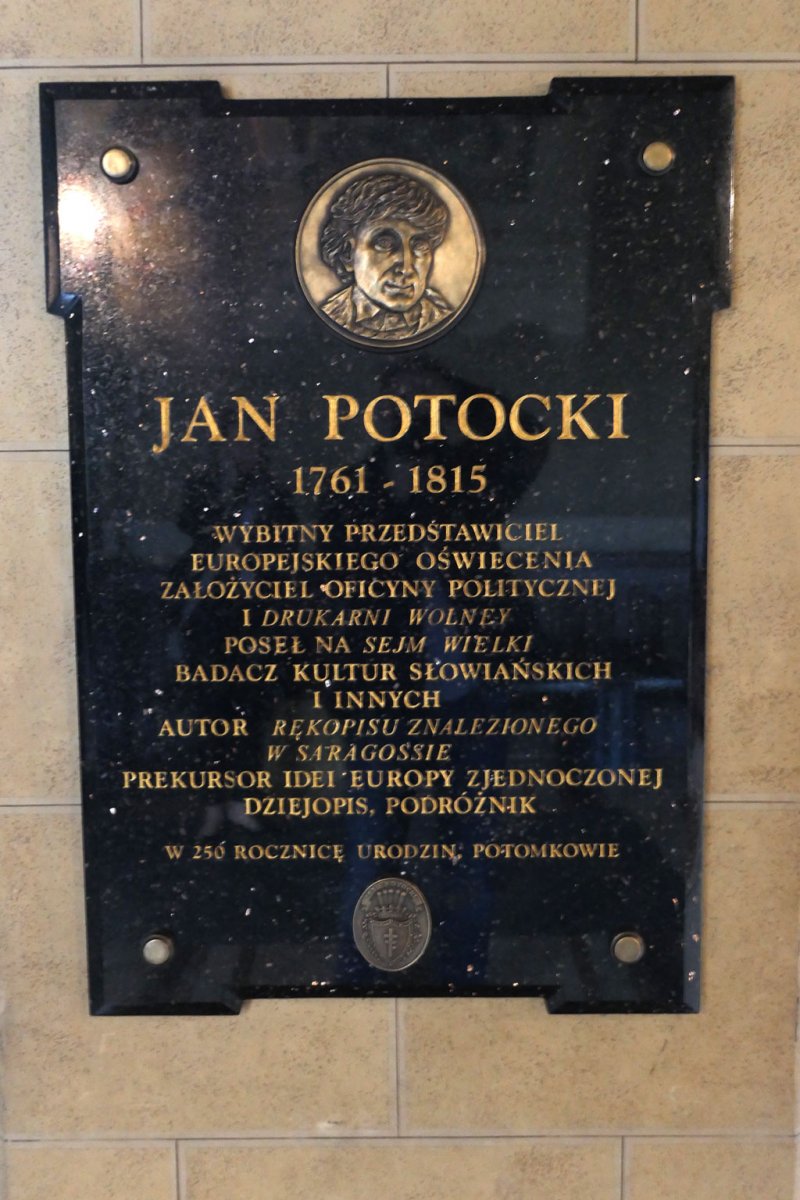 JAN POTOCKI
1761 - 1815
WYBITNY PRZEDSTAWICIEL
EUROPEJSKIEGO OŚWIECENIA
ZAŁOŻYCIEL OFICYNY POLITYCZNEJ
I DRUKARNI WOLNEY
POSEŁ NA SEJM WIELKI
BADACZ KULTUR SŁOWIAŃSKICH
I INNYCH
AUTOR RĘKOPISU ZNALEZIONEGO
W SARAGOSSIE
PREKURSOR IDEI EUROPY ZJEDNOCZONEJ
DZIEJOPIS, PODRÓŻNIK
W 250 ROCZNICĘ URODZIN, POTOMKOWIE